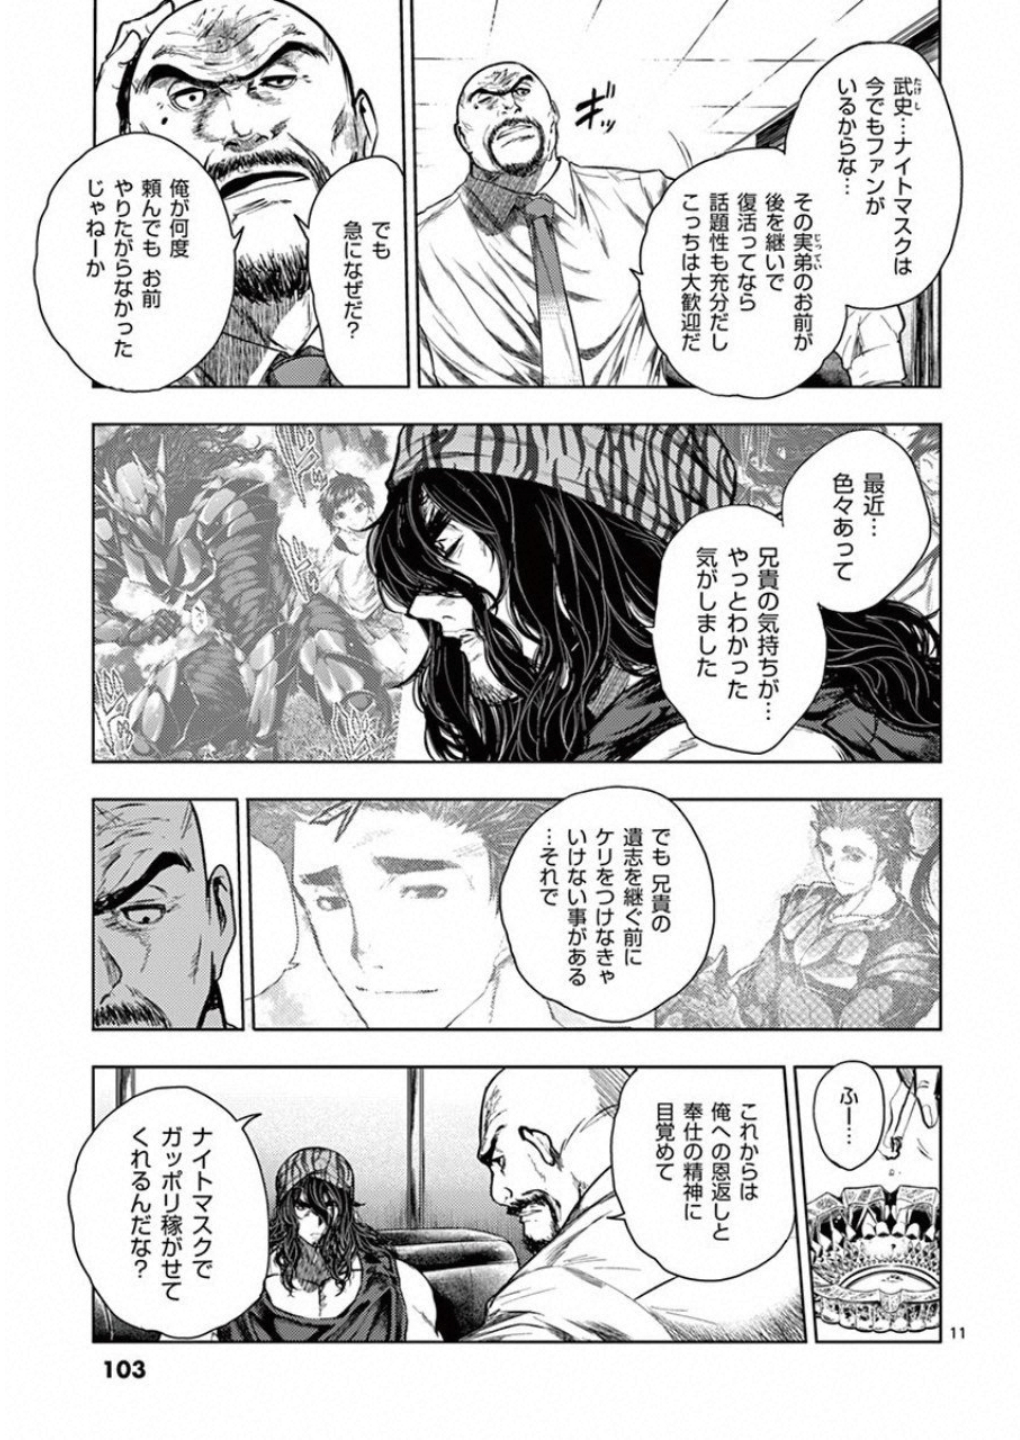 武史…ナイトマスクは
今でもファンが
いるからな…
その実弟のお前が
後を継いで
復活ってなら
話題性も充分だし
こっちは大歓迎だ
ギッ
でも
急になぜだ?
俺が何度
頼んでも お前
やりたがらなかった
じゃねーか
最近…
色々あって
兄貴の気持ちが…
やっとわかった
気がしました
でも 兄貴の
遺志を継ぐ前に
ケリをつけなきゃ
いけない事がある
…それで
ふー…
これからは
俺への恩返しと
奉仕の精神に
目覚めて
ナイトマスクで
ガッポリ稼がせて
くれるんだな?
11
103